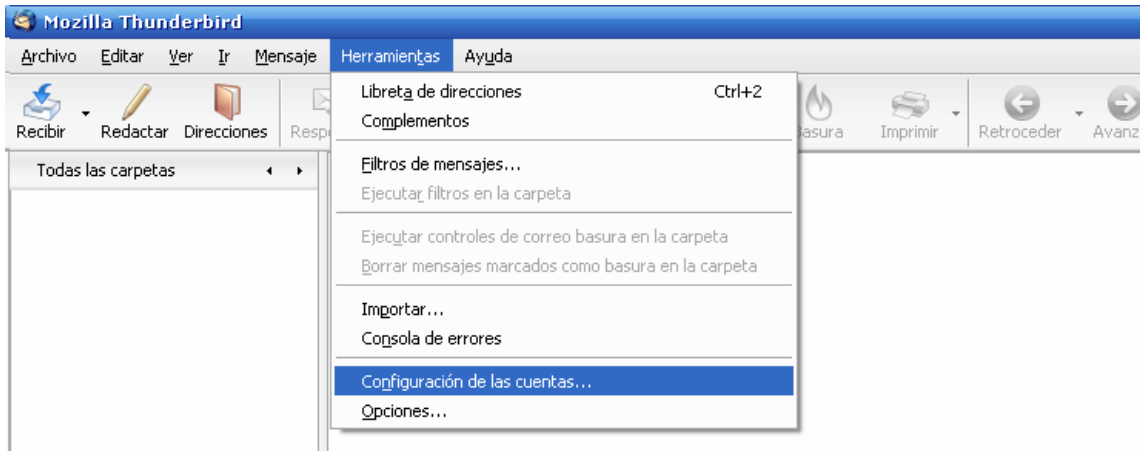 Mozilla Thunderbird
Archivo Editar Ver Ir Mensaje Herramientas Ayuda
Recibir Redactar Direcciones Imprimir Retroceder
Todas las carpetas
Libreta de direcciones Ctrl+2
Complementos
Filtros de mensajes...
Ejecutar filtros en la carpeta
Ejecutar controles de correo basura en la carpeta
Borrar mensajes marcados como basura en la carpeta
Importar...
Consola de errores
Configuración de las cuentas...
Opciones...